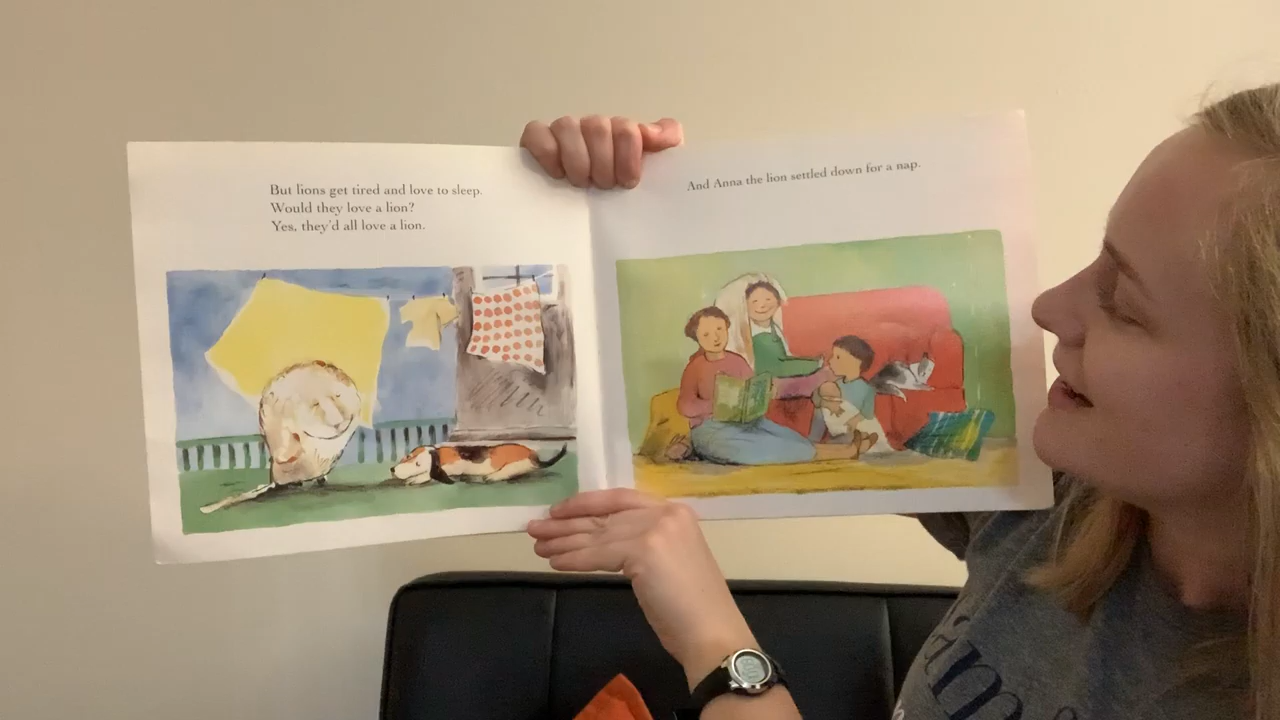 But lions get tired and love to sleep.
Would they love a lion?
Yes, they'd all love a lion.
And Anna the lion settled down for a nap.